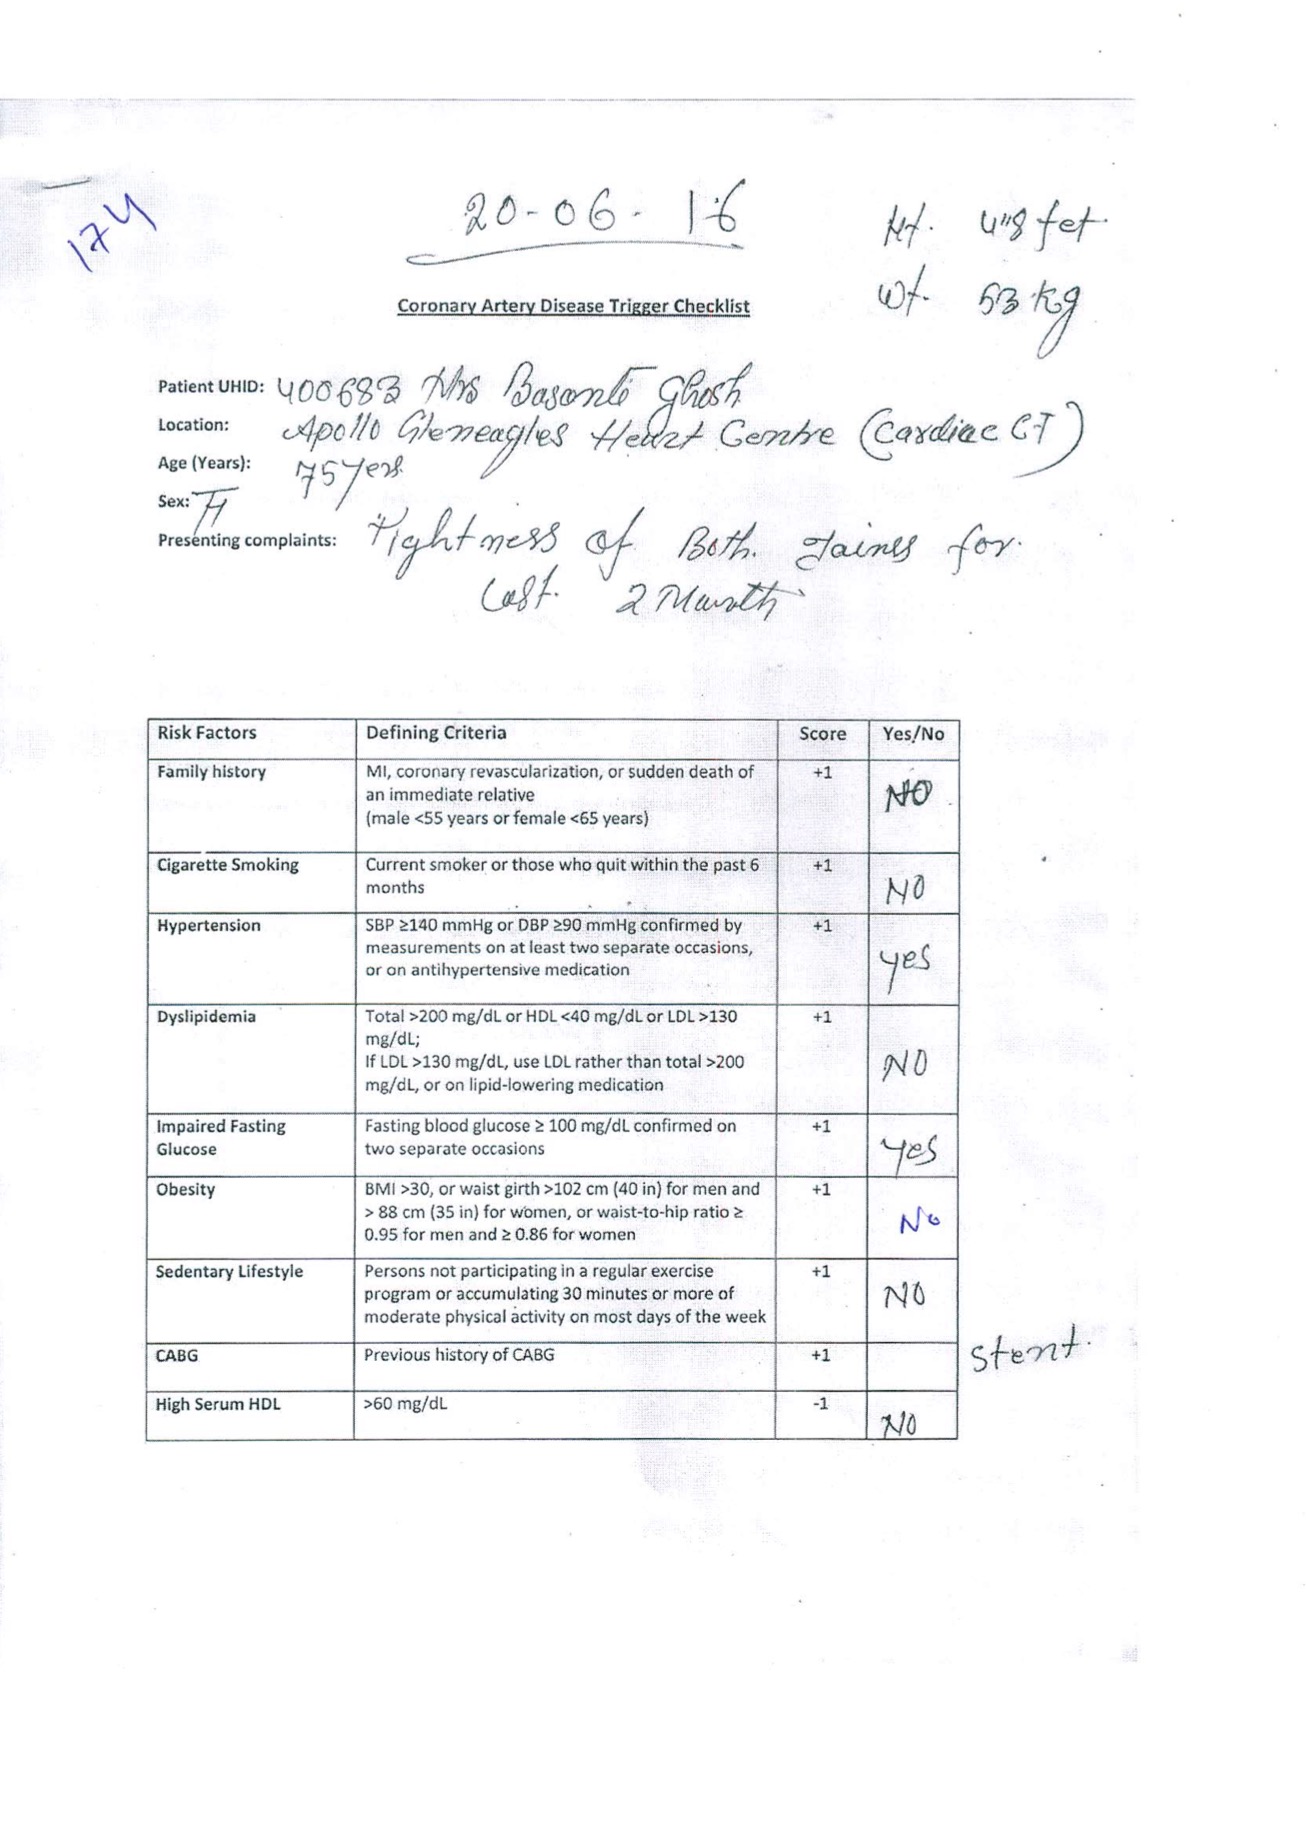 174
20-06-16
Ht. 4"8 fet
Wt. 53 kg
Coronary Artery Disease Trigger Checklist
Patient UHID: 400683 Mrs Basanti Ghosh
Location: Apollo Gleneagles Heart Centre (Cardiac CT)
Age (Years): 75 yers
Sex: F
Presenting complaints: Tightness of Both. for
Last. 2 Month
Risk Factors Defining Criteria Score Yes/No
Family history MI, coronary revascularization, or sudden death of +1 NO
an immediate relative
(male <55 years or female <65 years)
Cigarette Smoking Current smoker or those who quit within the past 6 +1 NO
months
Hypertension SBP ≥140 mmHg or DBP ≥90 mmHg confirmed by +1 yes
measurements on at least two separate occasions,
or on antihypertensive medication
Dyslipidemia Total >200 mg/dL or HDL <40 mg/dL or LDL >130 +1 NO
mg/dL;
If LDL >130 mg/dL, use LDL rather than total >200
mg/dL, or on lipid-lowering medication
Impaired Fasting Fasting blood glucose ≥ 100 mg/dL confirmed on +1 yes
Glucose two separate occasions
Obesity BMI >30, or waist girth >102 cm (40 in) for men and +1 No
> 88 cm (35 in) for women, or waist-to-hip ratio ≥
0.95 for men and ≥ 0.86 for women
Sedentary Lifestyle Persons not participating in a regular exercise +1 NO
program or accumulating 30 minutes or more of
moderate physical activity on most days of the week
CABG Previous history of CABG +1 Stent.
High Serum HDL >60 mg/dL -1 NO